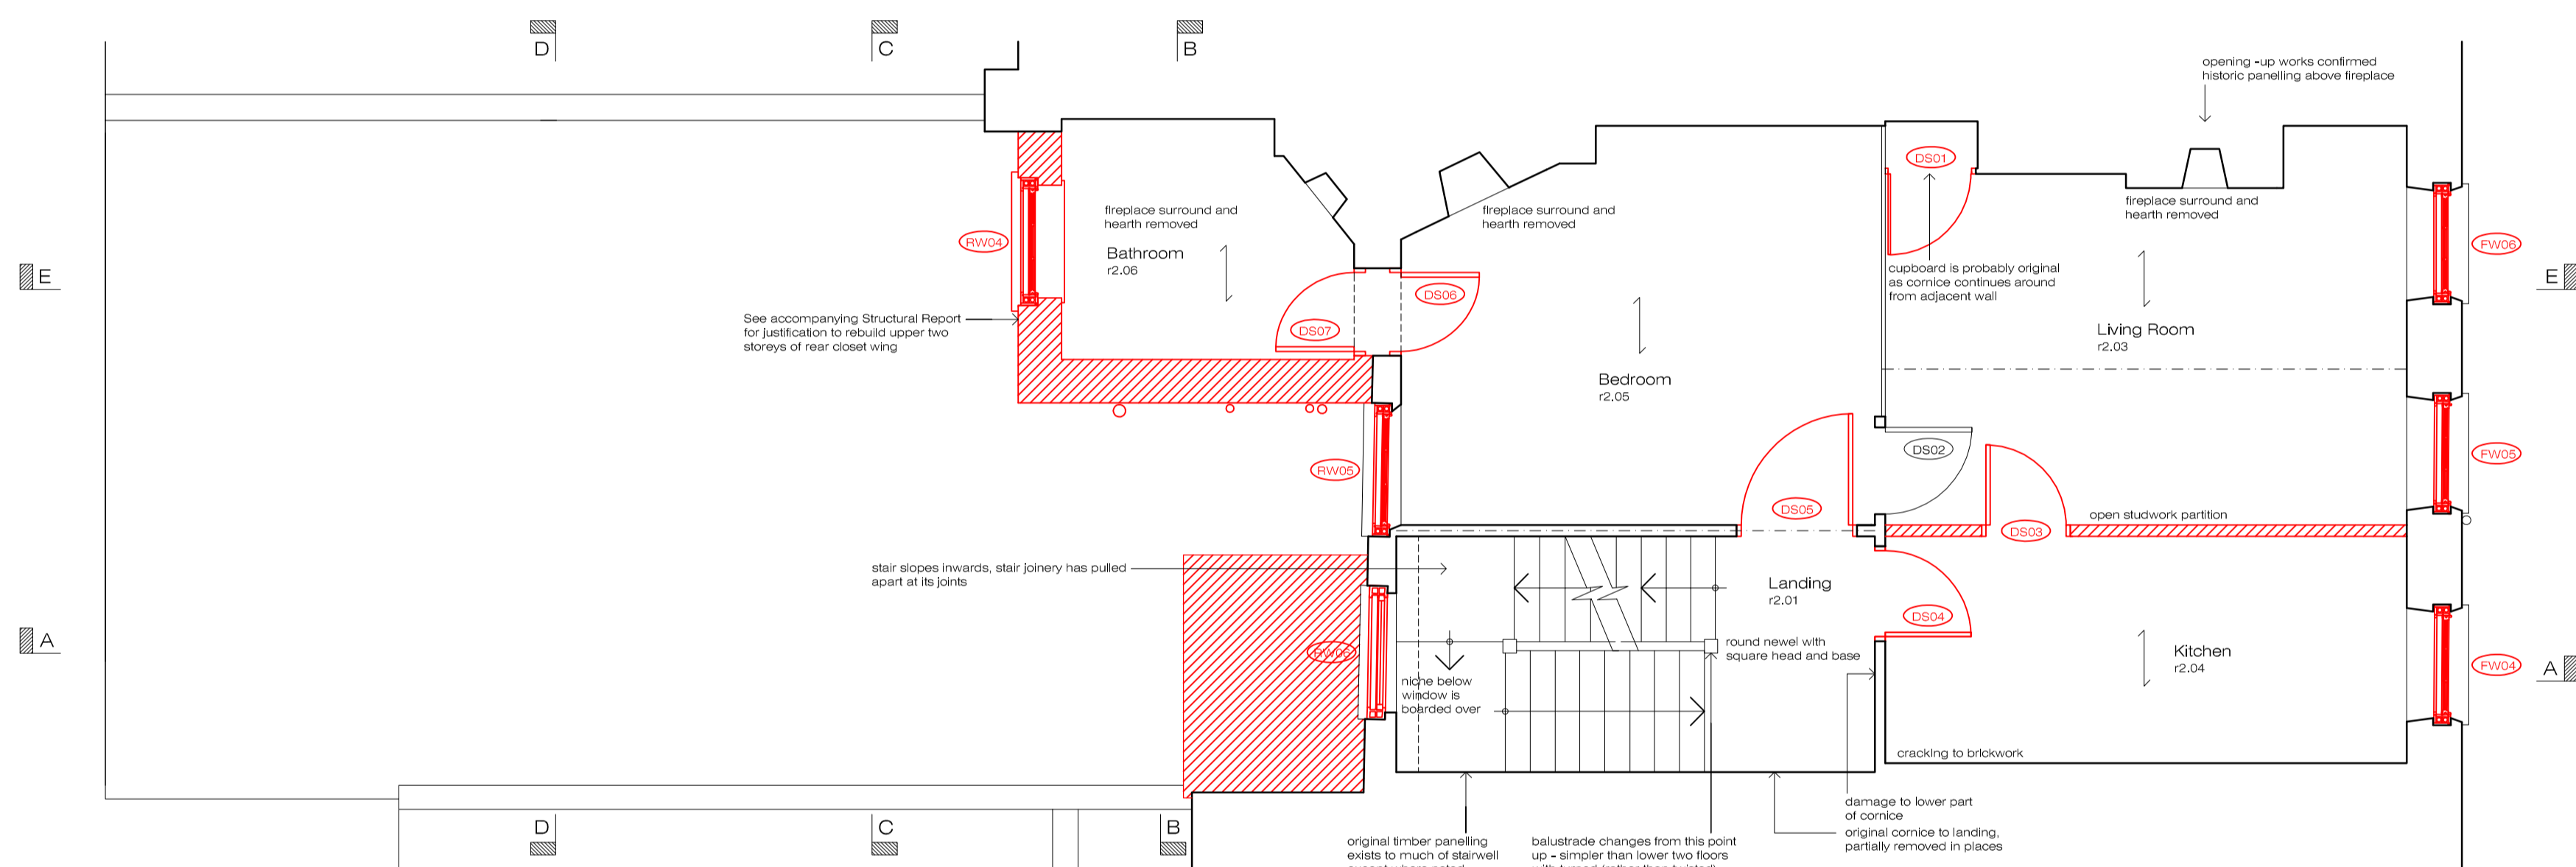 D
C
B
opening -up works confirmed
historic panelling above fireplace
DS01
fireplace surround and
hearth removed
fireplace surround and
hearth removed
fireplace surround and
hearth removed
RW04
Bathroom
r2.06
FW06
E
cupboard is probably original
as cornice continues around
from adjacent wall
E
DS06
See accompanying Structural Report
for justification to rebuild upper two
storeys of rear closet wing
DS07
Living Room
r2.03
Bedroom
r2.05
DS02
FW05
RW05
DS05
open studwork partition
DS03
stair slopes inwards, stair joinery has pulled
apart at its joints
Landing
r2.01
DS04
A
RW06
round newel with
square head and base
Kitchen
r2.04
FW04
A
niche below
window is
boarded over
cracking to brickwork
damage to lower part
of cornice
D
C
B
original cornice to landing,
partially removed in places
original timber panelling
exists to much of stairwell
balustrade changes from this point
up - simpler than lower two floors